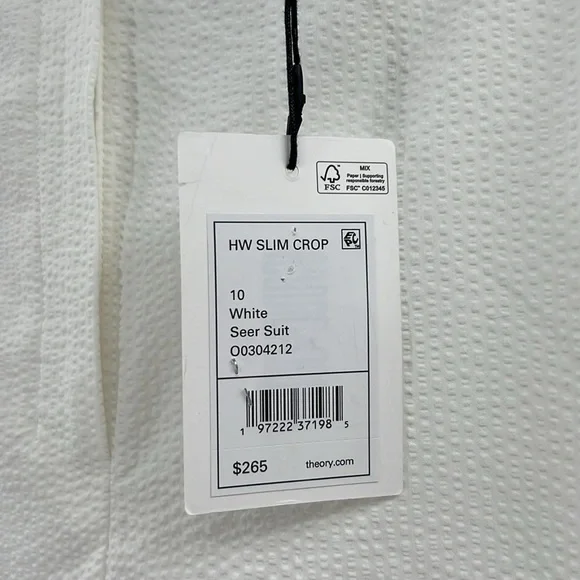 MIX
Paper | Supporting
responsible forestry
FSC
FSC™ C012345
HW SLIM CROP
10
White
Seer Suit
O0304212
1 97222 37198 5
$265 theory.com